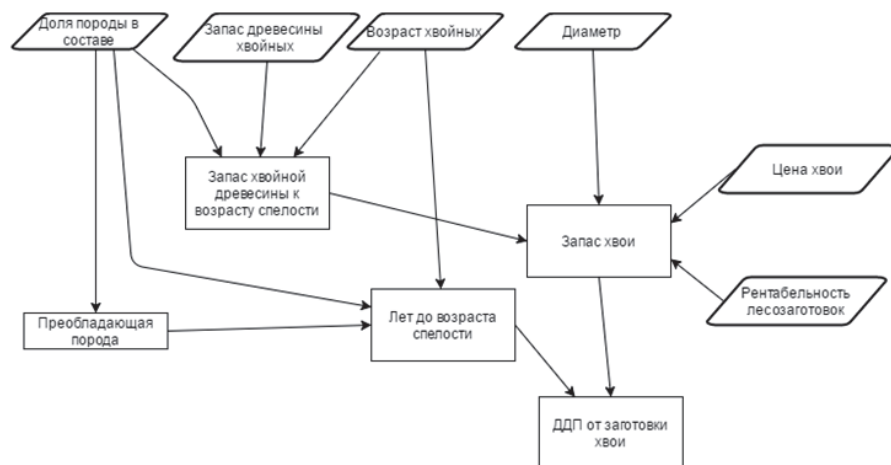 Доля породы в
составе
Запас древесины
хвойных
Возраст хвойных
Диаметр
Запас хвойной
древесины к
возрасту спелости
Цена хвои
Запас хвои
Рентабельность
лесозаготовок
Преобладающая
порода
Лет до возраста
спелости
ДДП от заготовки
хвои